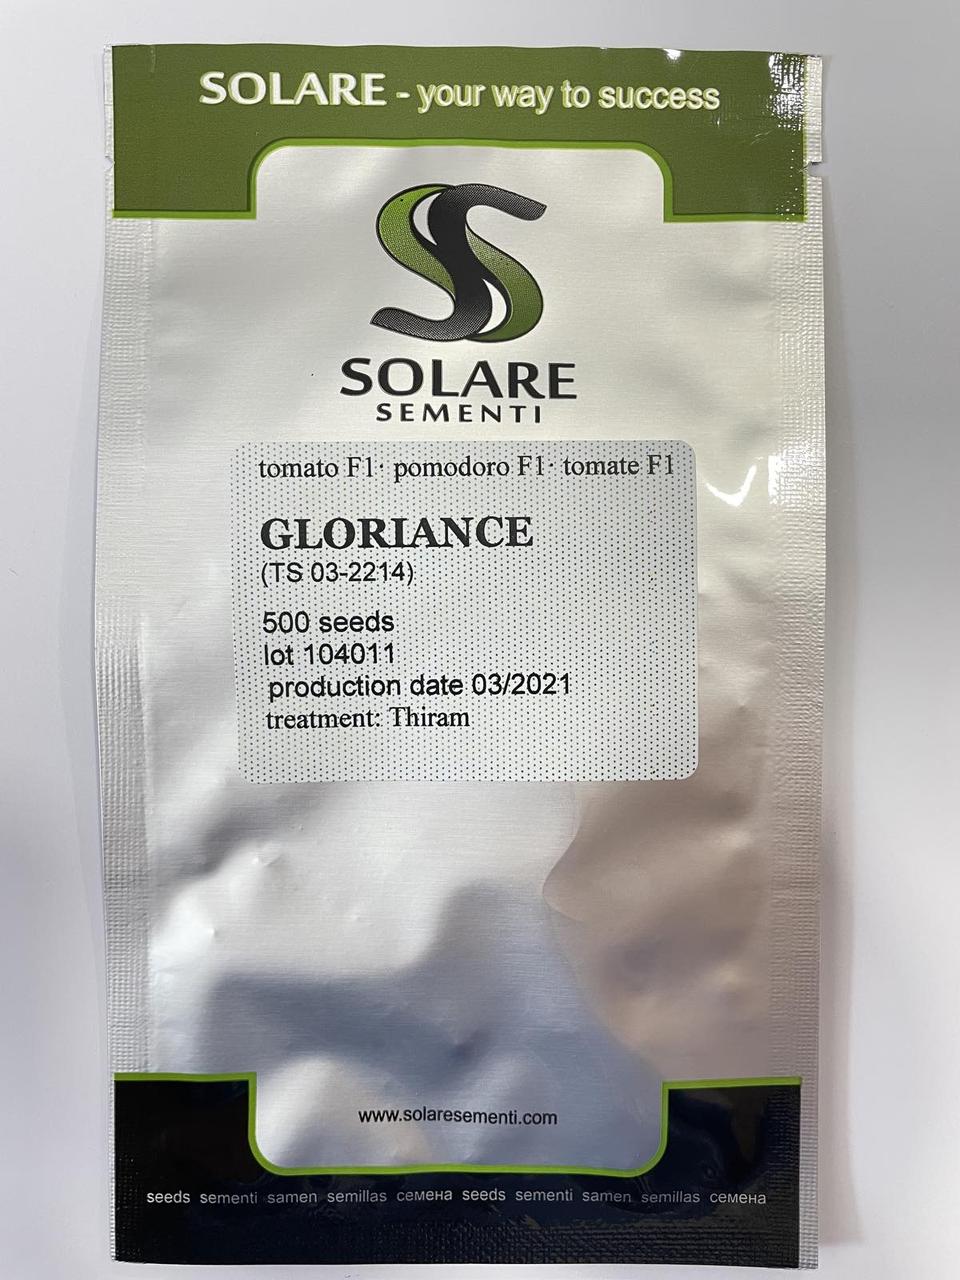 SOLARE - your way to success
SOLARE
SEMENTI
tomato F1· pomodoro F1· tomate F1
GLORIANCE
(TS 03-2214)
500 seeds
lot 104011
production date 03/2021
treatment: Thiram
www.solaresementi.com
seeds sementi samen semillas семена seeds sementi samen semillas семена